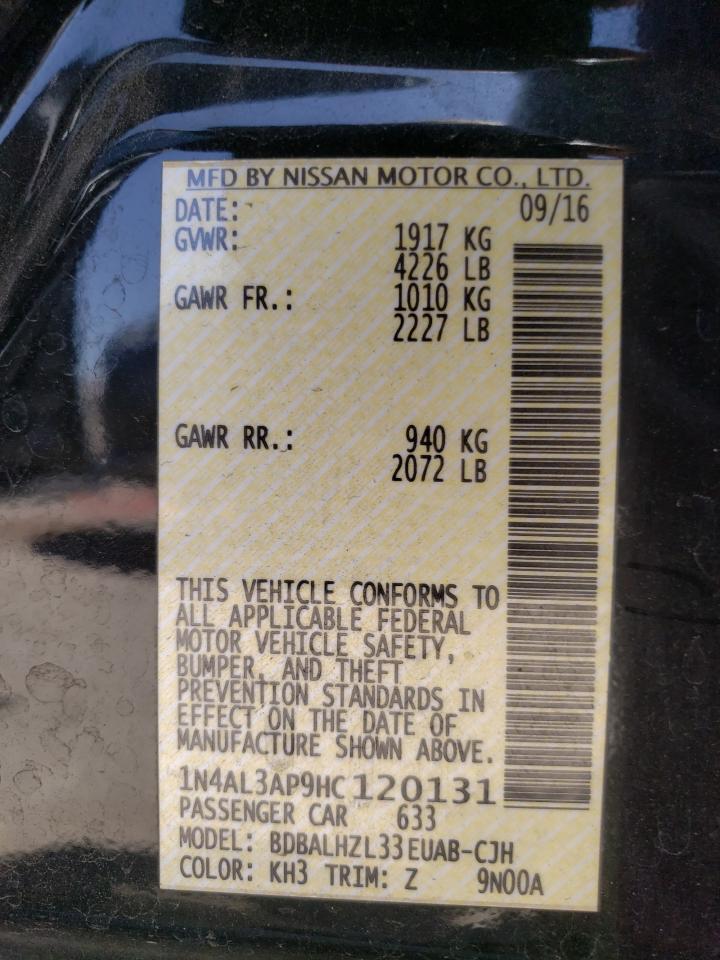 MFD BY NISSAN MOTOR CO., LTD.
DATE: 09/16
GVWR: 1917 KG
4226 LB
GAWR FR.: 1010 KG
2227 LB
GAWR RR.: 940 KG
2072 LB
THIS VEHICLE CONFORMS TO
ALL APPLICABLE FEDERAL
MOTOR VEHICLE SAFETY,
BUMPER, AND THEFT
PREVENTION STANDARDS IN
EFFECT ON THE DATE OF
MANUFACTURE SHOWN ABOVE.
1N4AL3AP9HC120131
PASSENGER CAR 633
MODEL: BDBALHZL33EUAB-CJH
COLOR: KH3 TRIM: Z 9N00A